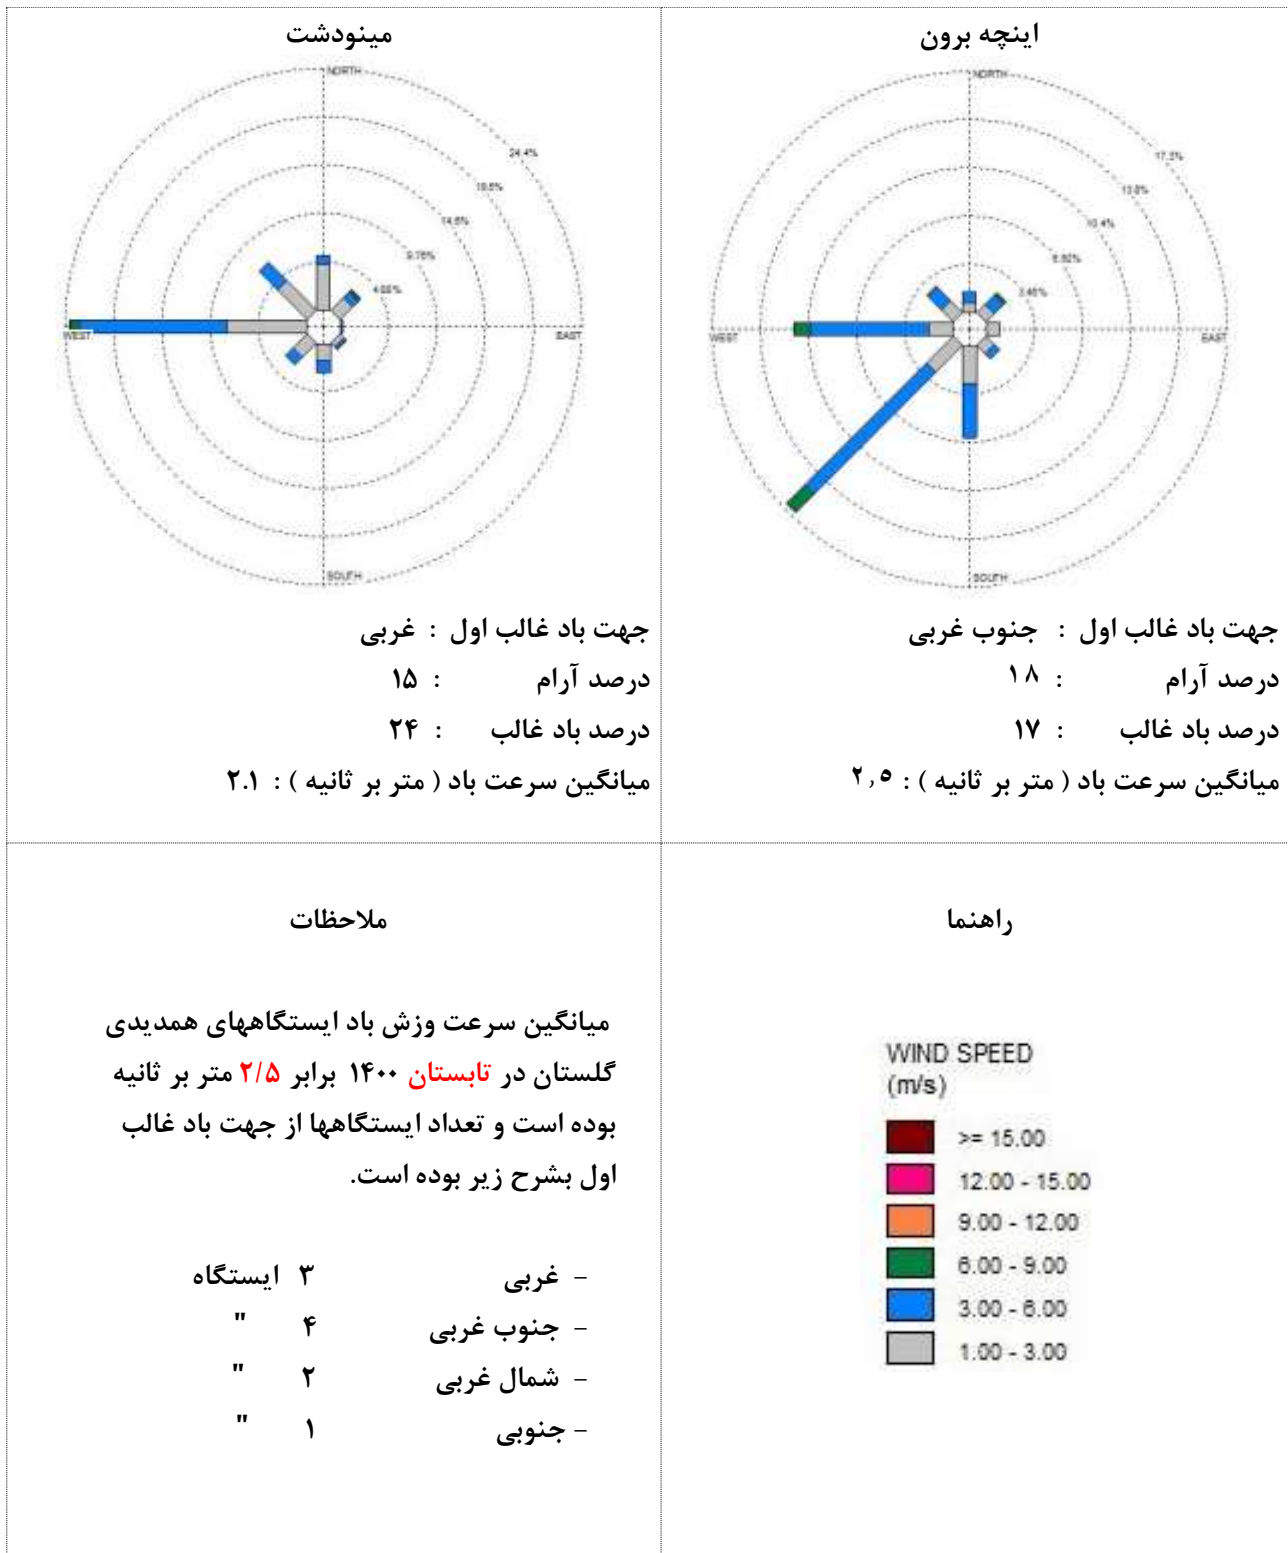 اینچه برون
NORTH
17.3%
13.8%
10.4%
6.92%
3.46%
WEST
EAST
SOUTH
جهت باد غالب اول : جنوب غربی
درصد آرام : ۱۸
درصد باد غالب : ۱۷
میانگین سرعت باد ( متر بر ثانیه ) : ۲,۵
مینودشت
NORTH
24.4%
19.5%
14.6%
9.76%
4.88%
WEST
EAST
SOUTH
جهت باد غالب اول : غربی
درصد آرام : ۱۵
درصد باد غالب : ۲۴
میانگین سرعت باد ( متر بر ثانیه ) : ۲.۱
راهنما
WIND SPEED
(m/s)
>= 15.00
12.00 - 15.00
9.00 - 12.00
6.00 - 9.00
3.00 - 6.00
1.00 - 3.00
ملاحظات
میانگین سرعت وزش باد ایستگاههای همدیدی
گلستان در تابستان ۱۴۰۰ برابر ۲/۵ متر بر ثانیه
بوده است و تعداد ایستگاهها از جهت باد غالب
اول بشرح زیر بوده است.
- غربی ۳ ایستگاه
- جنوب غربی ۴ "
- شمال غربی ۲ "
- جنوبی ۱ "